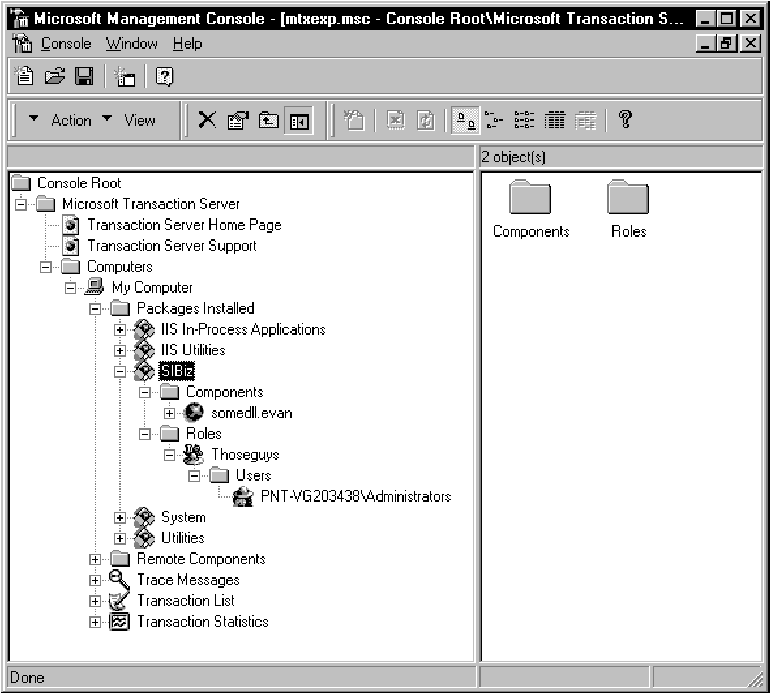 Microsoft Management Console - [mtxexp.msc - Console Root\Microsoft Transaction S...
Console Window Help
Action View
2 object(s)
Console Root
Microsoft Transaction Server
Transaction Server Home Page
Transaction Server Support
Computers
My Computer
Packages Installed
IIS In-Process Applications
IIS Utilities
SIBiz
Components
somedll.evan
Roles
Thoseguys
Users
PNT-VG203438\Administrators
System
Utilities
Remote Components
Trace Messages
Transaction List
Transaction Statistics
Components Roles
Done